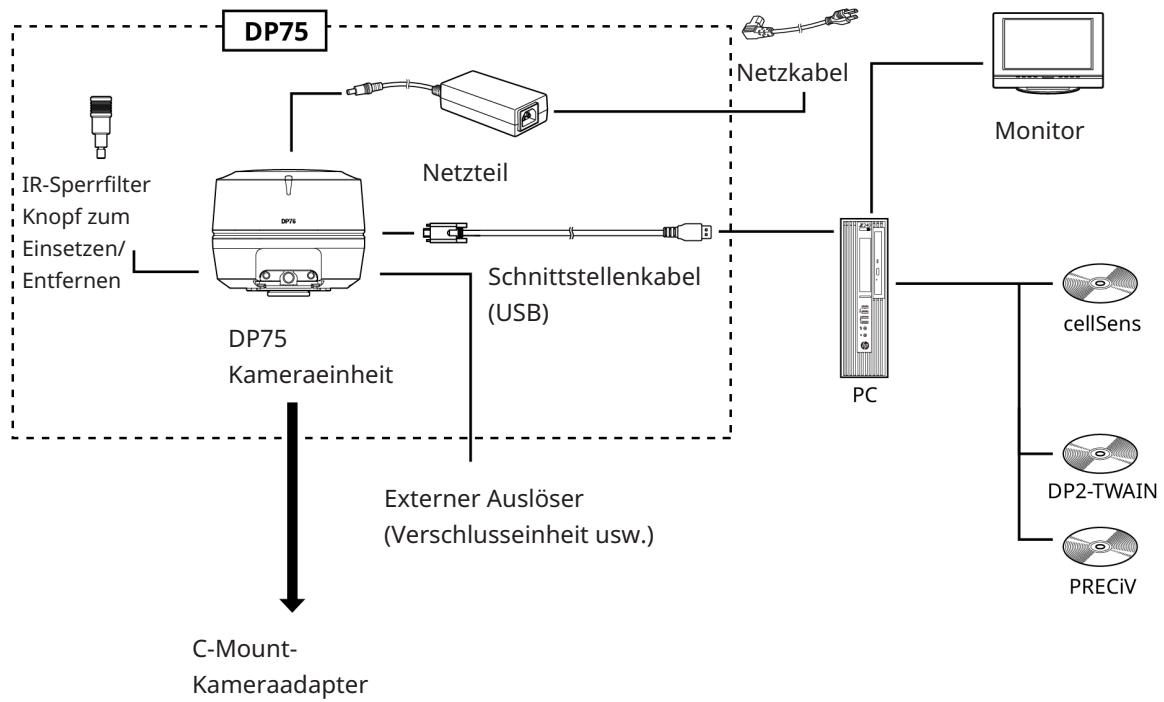 DP75
Netzkabel
Monitor
Netzteil
IR-Sperrfilter
Knopf zum
Einsetzen/
Entfernen
DP75
Schnittstellenkabel
(USB)
cellSens
DP75
Kameraeinheit
PC
DP2-TWAIN
Externer Auslöser
(Verschlusseinheit usw.)
PRECiV
C-Mount-
Kameraadapter